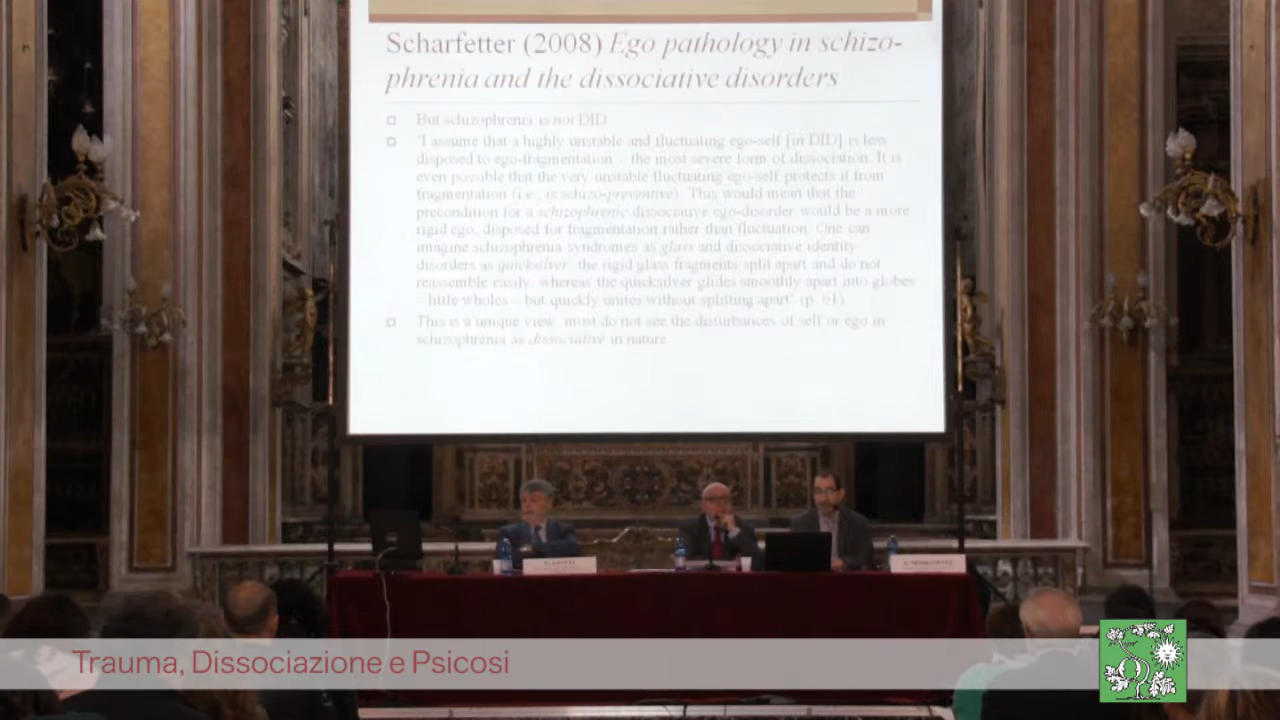 Scharfetter (2008) Ego pathology in schizo-
phrenia and the dissociative disorders
But schizophrenia is not DID
"I assume that a highly unstable and fluctuating ego-self [in DID] is less
disposed to ego-fragmentation – the most severe form of dissociation. It is
even possible that the very unstable fluctuating ego-self protects it from
fragmentation (i.e., is schizo-preventive). This would mean that the
precondition for a schizophrenic dissociative ego-disorder would be a more
rigid ego, disposed for fragmentation rather than fluctuation. One can
imagine schizophrenia syndromes as glass and dissociative identity
disorders as quicksilver: the rigid glass fragments split apart and do not
reassemble easily, whereas the quicksilver glides smoothly apart into globes
– little wholes – but quickly unites without splitting apart" (p. 61).
This is a unique view: most do not see the disturbances of self or ego in
schizophrenia as dissociative in nature
Trauma, Dissociazione e Psicosi